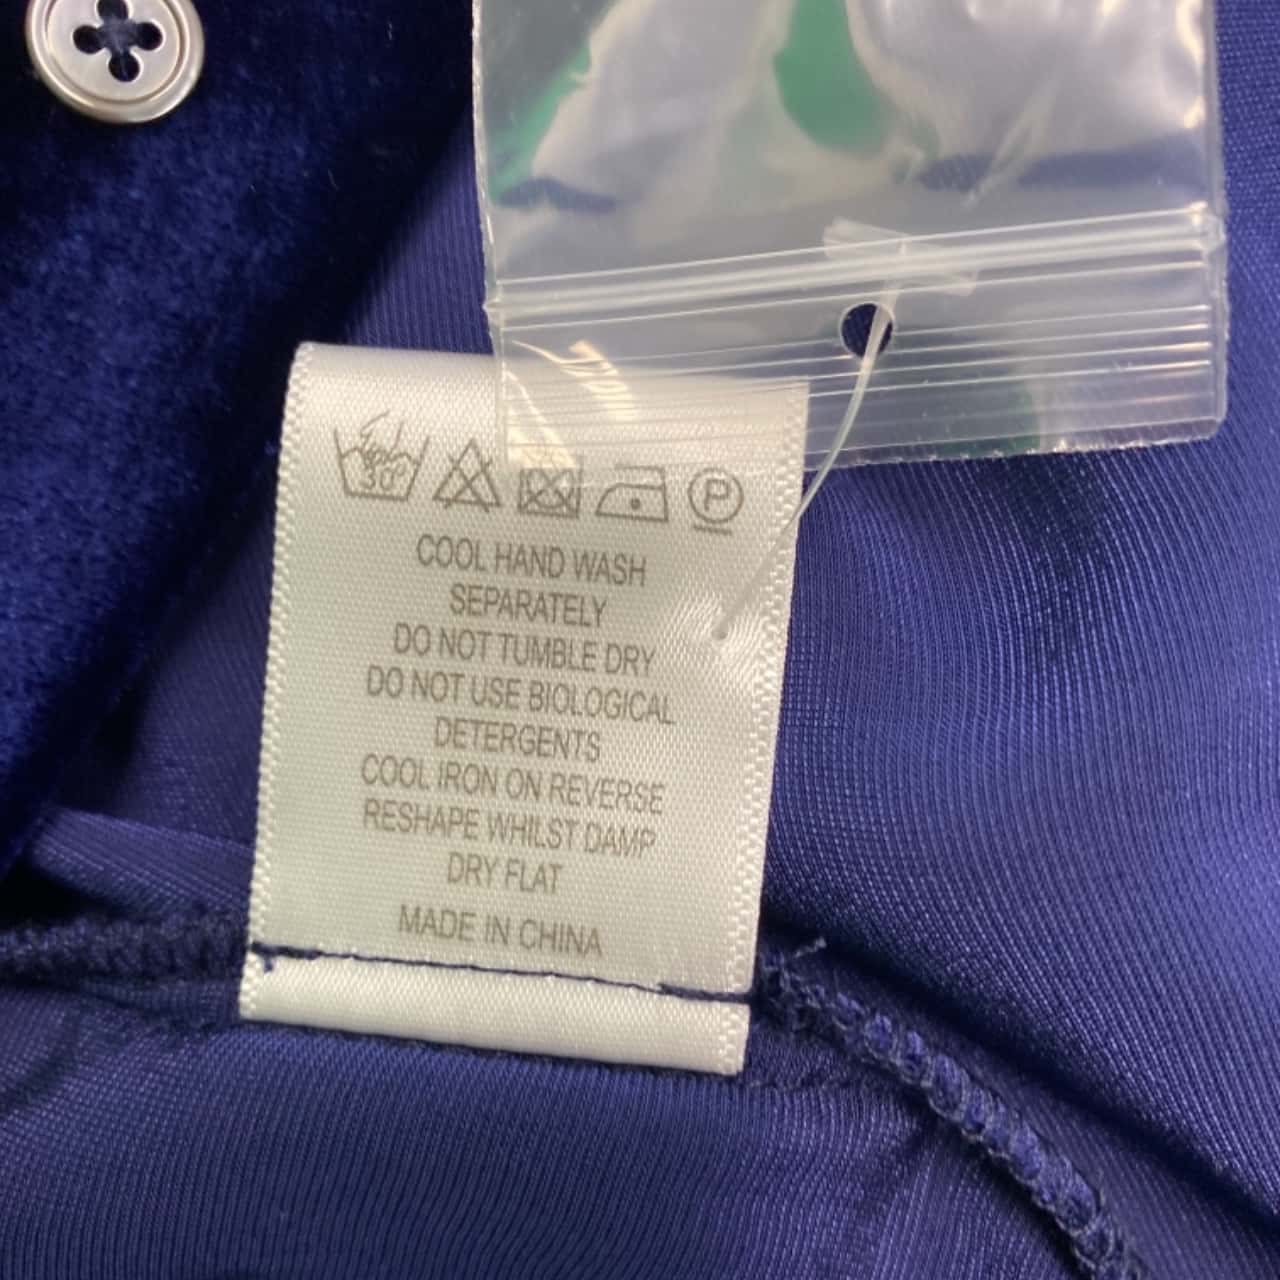 30°
P
COOL HAND WASH
SEPARATELY
DO NOT TUMBLE DRY
DO NOT USE BIOLOGICAL
DETERGENTS
COOL IRON ON REVERSE
RESHAPE WHILST DAMP
DRY FLAT
MADE IN CHINA